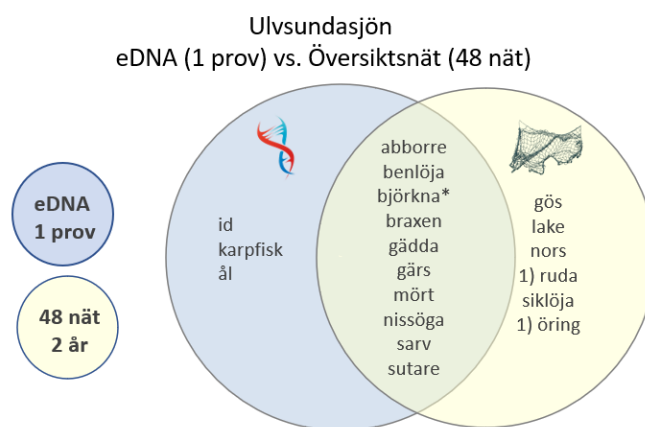 Ulvsundasjön
eDNA (1 prov) vs. Översiktsnät (48 nät)
eDNA
1 prov
48 nät
2 år
id
karpfisk
ål
abborre
benlöja
björkna*
braxen
gädda
gärs
mört
nissöga
sarv
sutare
gös
lake
nors
1) ruda
siklöja
1) öring